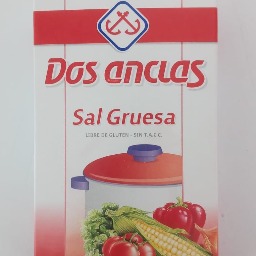 Dos anclas
Sal Gruesa
LIBRE DE GLUTEN - SIN T.A.C.C.